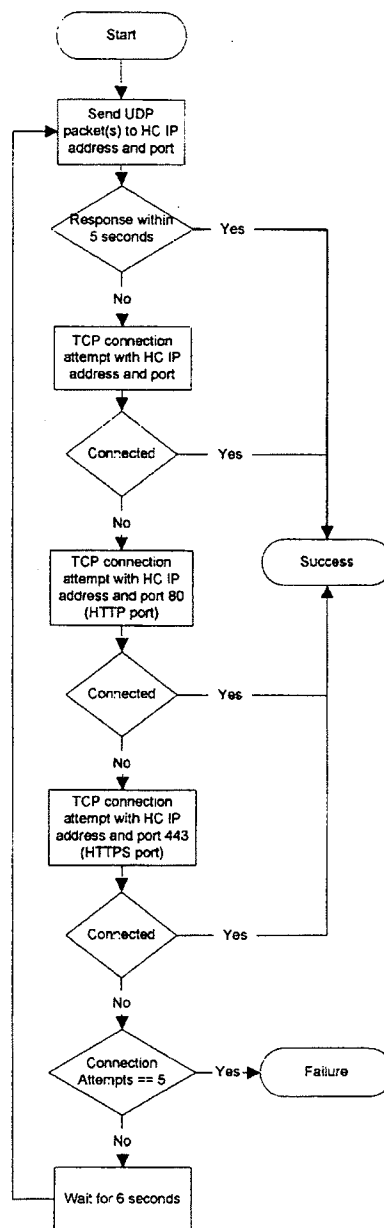 Start
Send UDP
packet(s) to HC IP
address and port
Response within
5 seconds
Yes
No
TCP connection
attempt with HC IP
address and port
Connected
Yes
No
TCP connection
attempt with HC IP
address and port 80
(HTTP port)
Success
Connected
Yes
No
TCP connection
attempt with HC IP
address and port 443
(HTTPS port)
Connected
Yes
No
Connection
Attempts == 5
Yes
Failure
No
Wait for 6 seconds